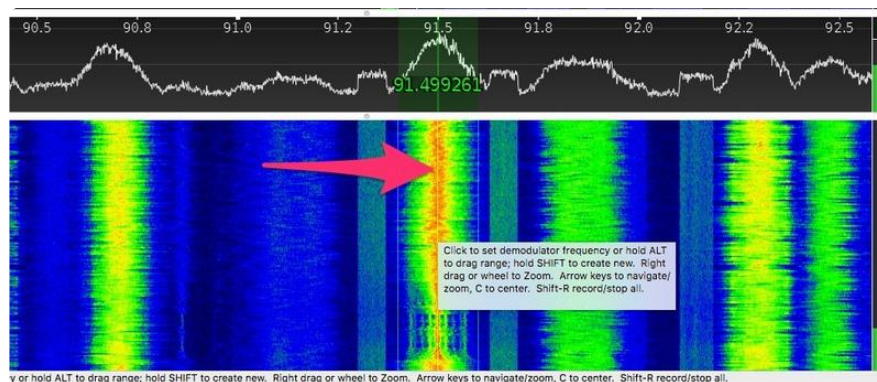 90.5 90.8 91.0 91.2 91.5 91.8 92.0 92.2 92.5
91.499261
Click to set demodulator frequency or hold ALT
to drag range; hold SHIFT to create new. Right
drag or wheel to Zoom. Arrow keys to navigate/
zoom, C to center. Shift-R record/stop all.
y or hold ALT to drag range; hold SHIFT to create new. Right drag or wheel to Zoom. Arrow keys to navigate/zoom, C to center. Shift-R record/stop all.